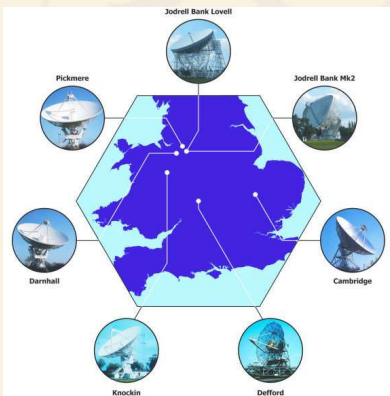 Jodrell Bank Lovell
Pickmere
Jodrell Bank Mk2
Darnhall
Cambridge
Knockin
Defford